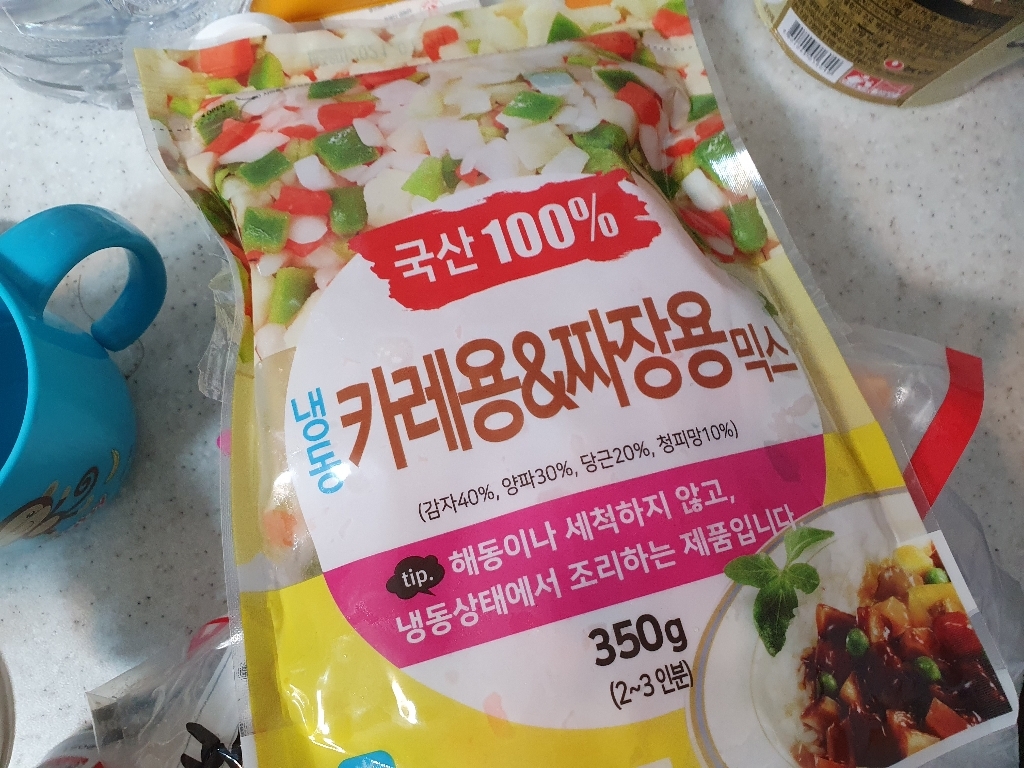 국산 100%
냉동 카레용&짜장용 믹스
(감자40%, 양파30%, 당근20%, 청피망10%)
tip. 해동이나 세척하지 않고,
냉동상태에서 조리하는 제품입니다.
350g
(2~3 인분)